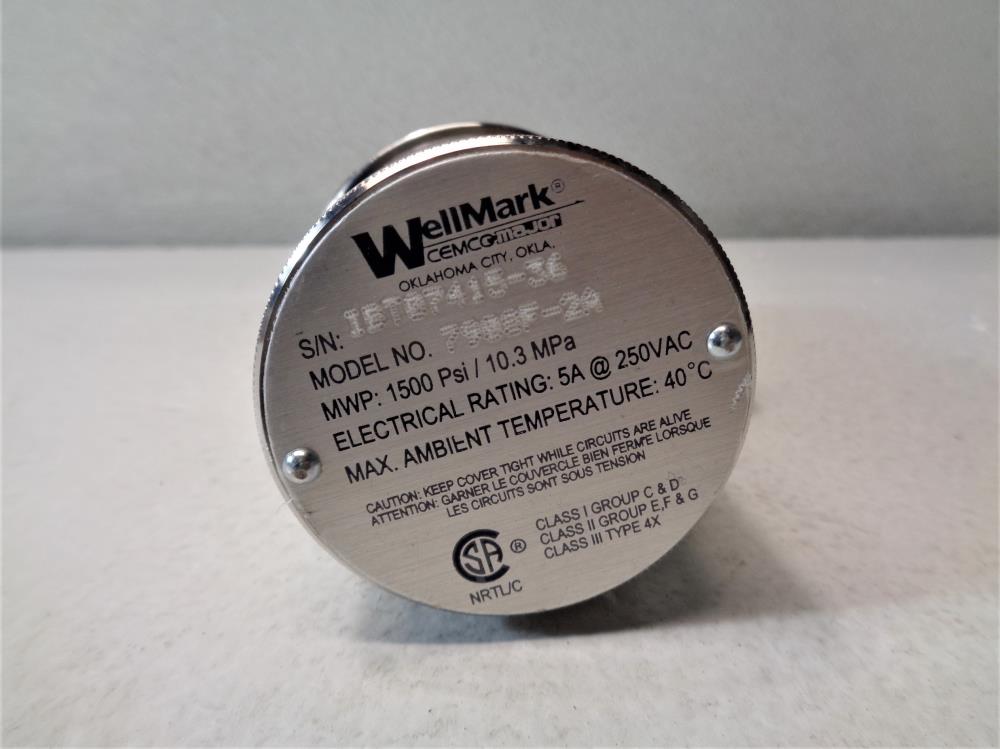 WellMark®
CEMCO major
OKLAHOMA CITY, OKLA.
S/N:
MODEL NO.
MWP: 1500 Psi / 10.3 MPa
ELECTRICAL RATING: 5A @ 250VAC
MAX. AMBIENT TEMPERATURE: 40°C
CAUTION: KEEP COVER TIGHT WHILE CIRCUITS ARE ALIVE
ATTENTION: GARNER LE COUVERCLE BIEN FERME LORSQUE
LES CIRCUITS SONT SOUS TENSION
CLASS I GROUP C & D
CLASS II GROUP E,F & G
CLASS III TYPE 4X
CSA ®
NRTL/C